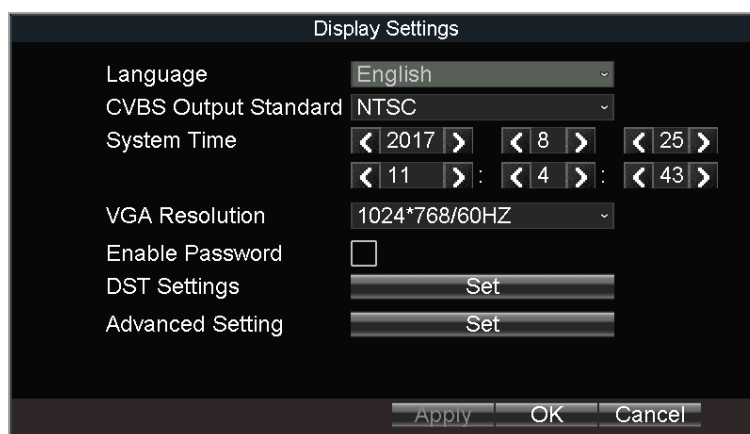 Display Settings
Language English
CVBS Output Standard NTSC
System Time 2017 8 25
11 : 4 : 43
VGA Resolution 1024*768/60HZ
Enable Password
DST Settings Set
Advanced Setting Set
Apply OK Cancel